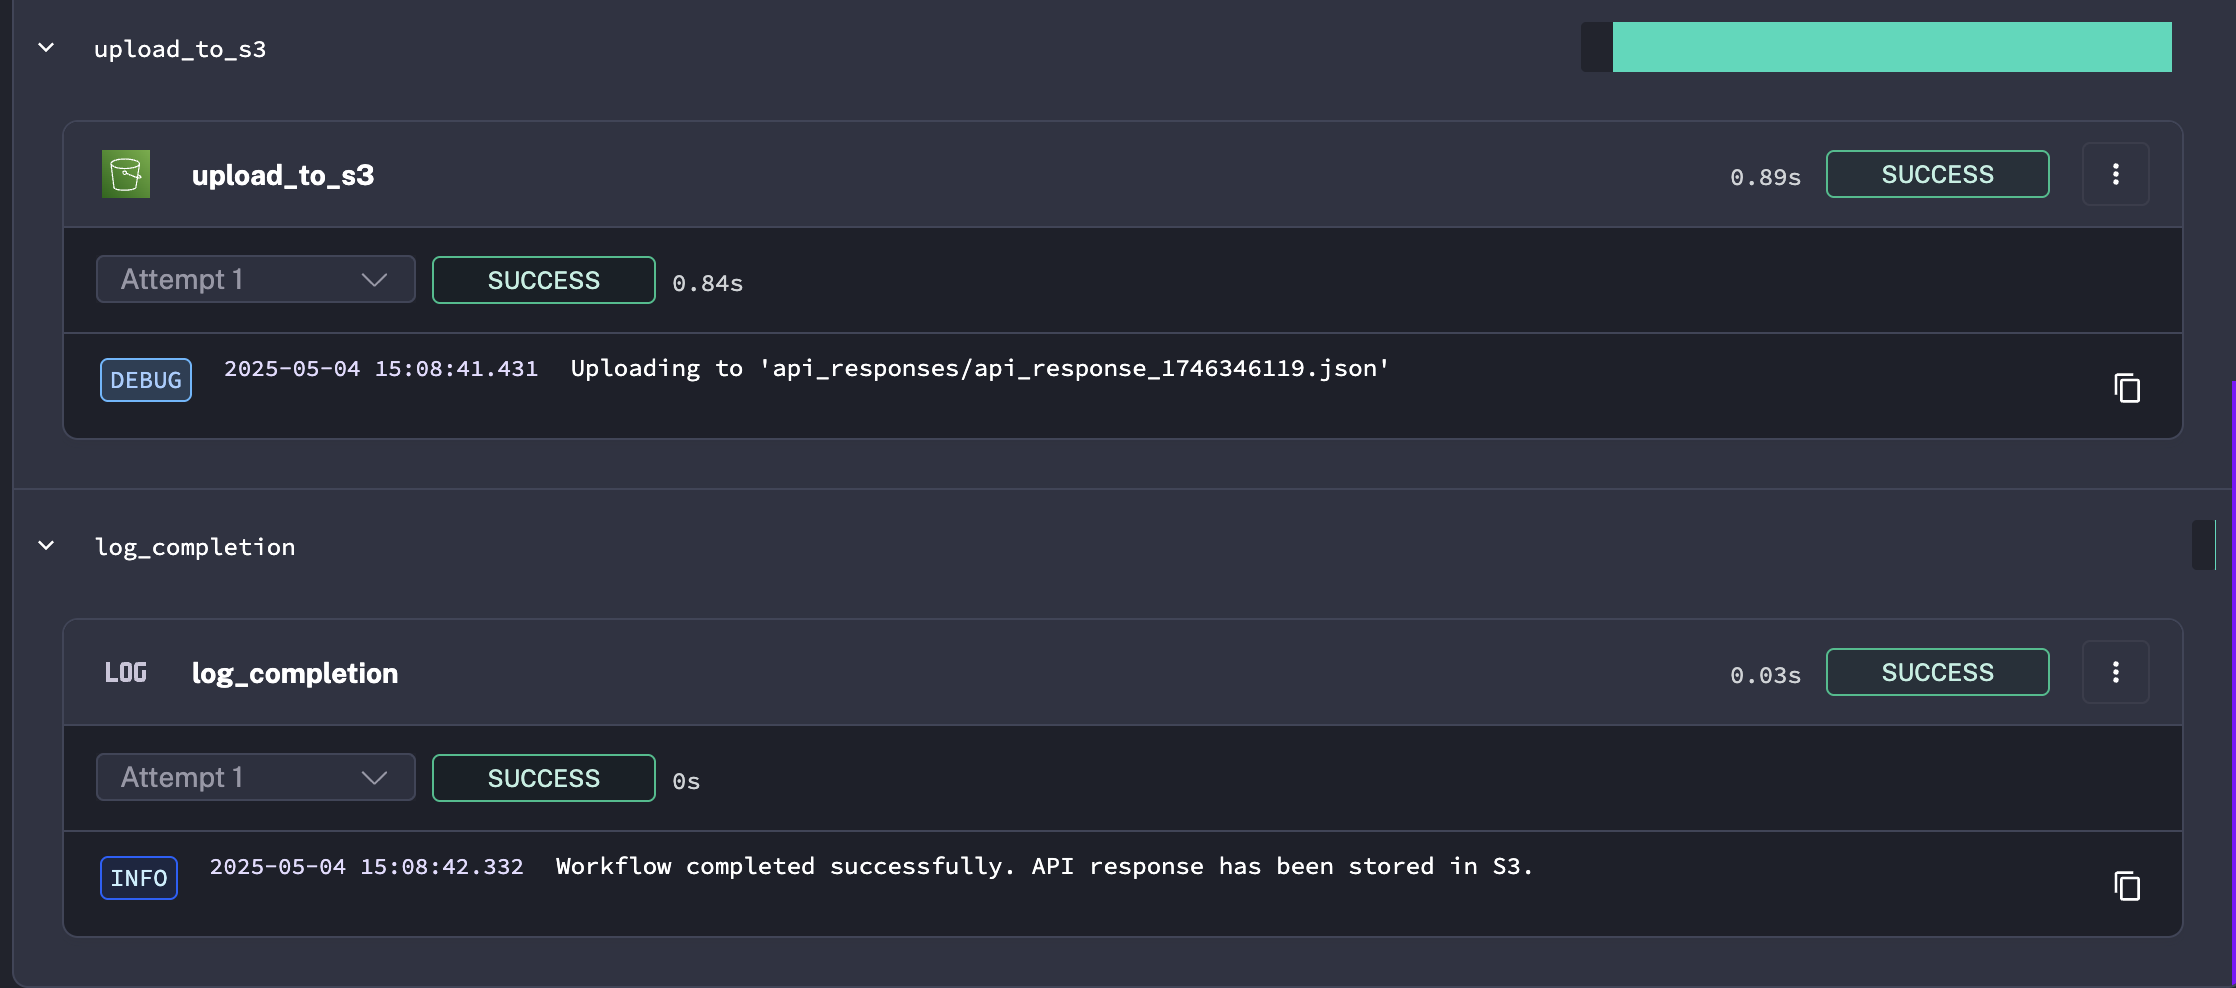 upload_to_s3
upload_to_s3
0.89s
SUCCESS
Attempt 1
SUCCESS
0.84s
DEBUG
2025-05-04 15:08:41.431
Uploading to 'api_responses/api_response_1746346119.json'
log_completion
LOG
log_completion
0.03s
SUCCESS
Attempt 1
SUCCESS
0s
INFO
2025-05-04 15:08:42.332
Workflow completed successfully. API response has been stored in S3.